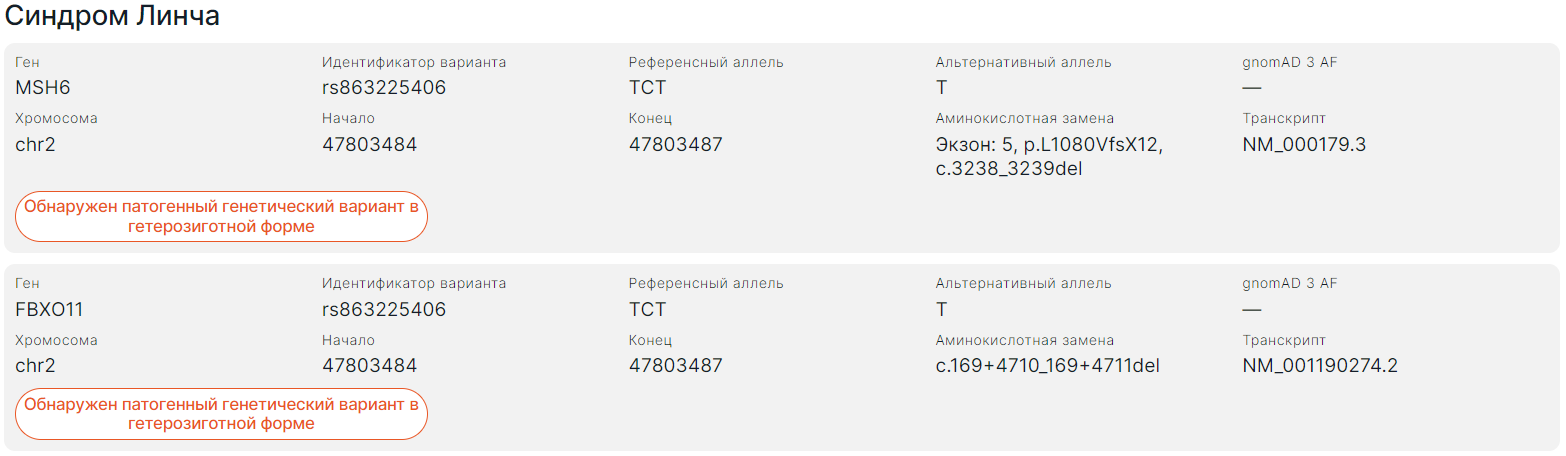 Синдром Линча
Ген Идентификатор варианта Референсный аллель Альтернативный аллель gnomAD 3 AF
MSH6 rs863225406 TCT T —
Хромосома Начало Конец Аминокислотная замена Транскрипт
chr2 47803484 47803487 Экзон: 5, p.L1080VfsX12, NM_000179.3
c.3238_3239del
Обнаружен патогенный генетический вариант в
гетерозиготной форме
Ген Идентификатор варианта Референсный аллель Альтернативный аллель gnomAD 3 AF
FBXO11 rs863225406 TCT T —
Хромосома Начало Конец Аминокислотная замена Транскрипт
chr2 47803484 47803487 c.169+4710_169+4711del NM_001190274.2
Обнаружен патогенный генетический вариант в
гетерозиготной форме